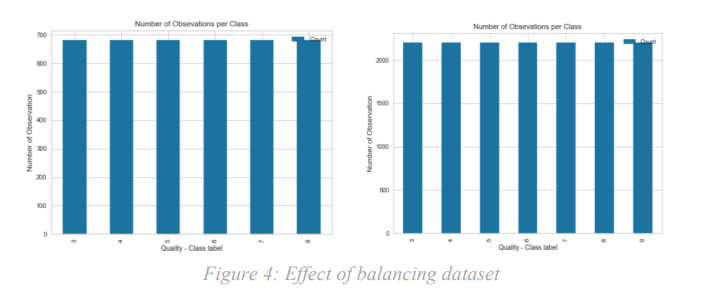 Number of Obsevations per Class
Count
700
600
500
400
300
200
100
0
Number of Observation
3 4 5 6 7 8
Quality - Class label
Number of Obsevations per Class
Count
2000
1500
1000
500
0
Number of Observation
3 4 5 6 7 8 9
Quality - Class label
Figure 4: Effect of balancing dataset